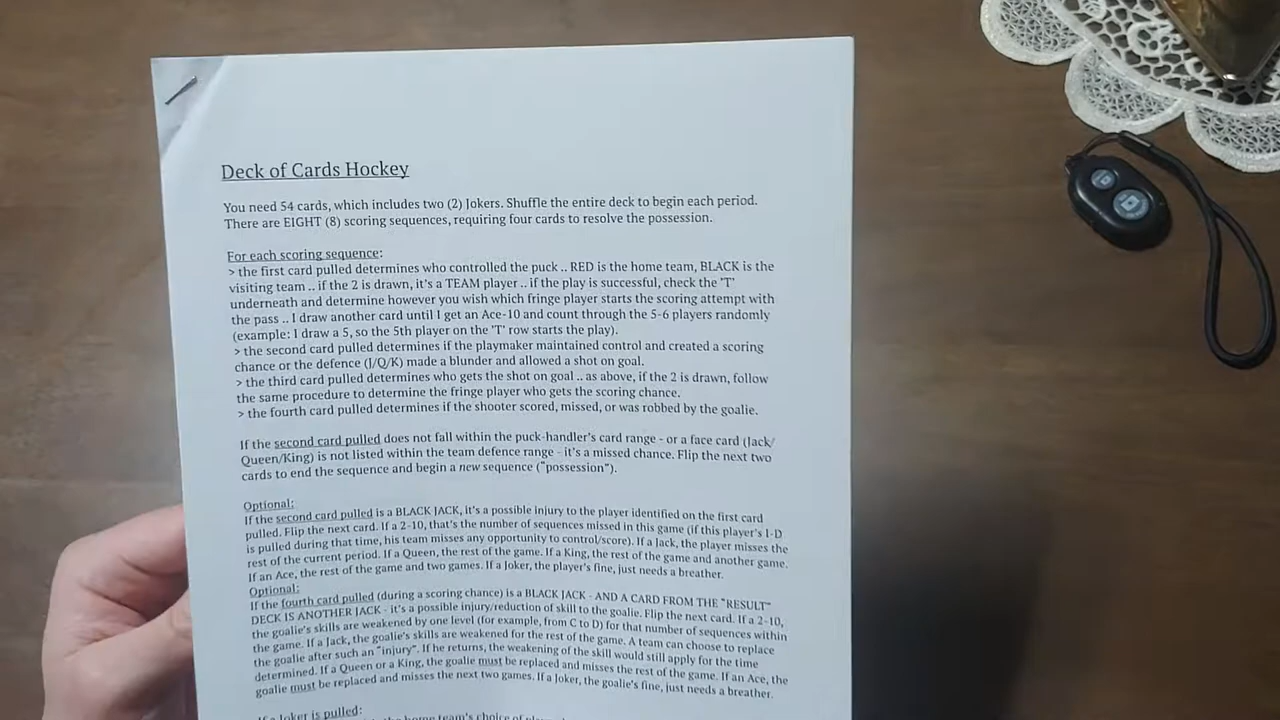 Deck of Cards Hockey
You need 54 cards, which includes two (2) Jokers. Shuffle the entire deck to begin each period.
There are EIGHT (8) scoring sequences, requiring four cards to resolve the possession.
For each scoring sequence:
> the first card pulled determines who controlled the puck .. RED is the home team, BLACK is the
visiting team .. if the 2 is drawn, it's a TEAM player .. if the play is successful, check the 'T'
underneath and determine however you wish which fringe player starts the scoring attempt with
the pass .. I draw another card until I get an Ace-10 and count through the 5-6 players randomly
(example: I draw a 5, so the 5th player on the 'T' row starts the play).
> the second card pulled determines if the playmaker maintained control and created a scoring
chance or the defence (J/Q/K) made a blunder and allowed a shot on goal.
> the third card pulled determines who gets the shot on goal .. as above, if the 2 is drawn, follow
the same procedure to determine the fringe player who gets the scoring chance.
> the fourth card pulled determines if the shooter scored, missed, or was robbed by the goalie.
If the second card pulled does not fall within the puck-handler's card range - or a face card (Jack/
Queen/King) is not listed within the team defence range - it's a missed chance. Flip the next two
cards to end the sequence and begin a new sequence ("possession").
Optional:
If the second card pulled is a BLACK JACK, it's a possible injury to the player identified on the first card
pulled. Flip the next card. If a 2-10, that's the number of sequences missed in this game (if this player's I-D
is pulled during that time, his team misses any opportunity to control/score). If a Jack, the player misses the
rest of the current period. If a Queen, the rest of the game. If a King, the rest of the game and another game.
If an Ace, the rest of the game and two games. If a Joker, the player's fine, just needs a breather.
Optional:
If the fourth card pulled (during a scoring chance) is a BLACK JACK - AND A CARD FROM THE "RESULT"
DECK IS ANOTHER JACK - it's a possible injury/reduction of skill to the goalie. Flip the next card. If a 2-10,
the goalie's skills are weakened by one level (for example, from C to D) for that number of sequences within
the game. If a Jack, the goalie's skills are weakened for the rest of the game. A team can choose to replace
the goalie after such an "injury". If he returns, the weakening of the skill would still apply for the time
determined. If a Queen or a King, the goalie must be replaced and misses the rest of the game. If an Ace, the
goalie must be replaced and misses the next two games. If a Joker, the goalie's fine, just needs a breather.
If a Joker is pulled:
the home team's choice of